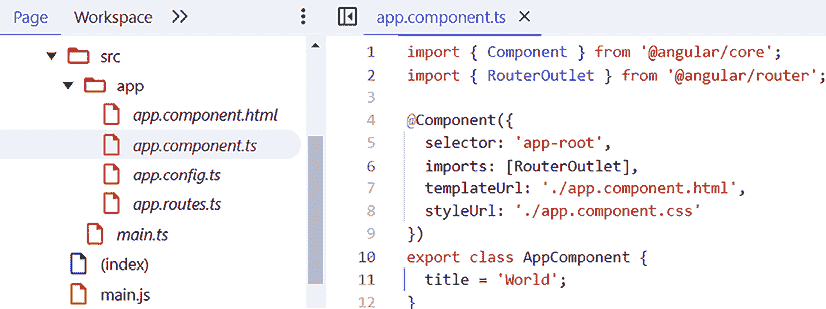 Page Workspace
src
app
app.component.html
app.component.ts
app.config.ts
app.routes.ts
main.ts
(index)
main.js
app.component.ts
1 import { Component } from '@angular/core';
2 import { RouterOutlet } from '@angular/router';
3
4 @Component({
5 selector: 'app-root',
6 imports: [RouterOutlet],
7 templateUrl: './app.component.html',
8 styleUrl: './app.component.css'
9 })
10 export class AppComponent {
11 title = 'World';
12 }